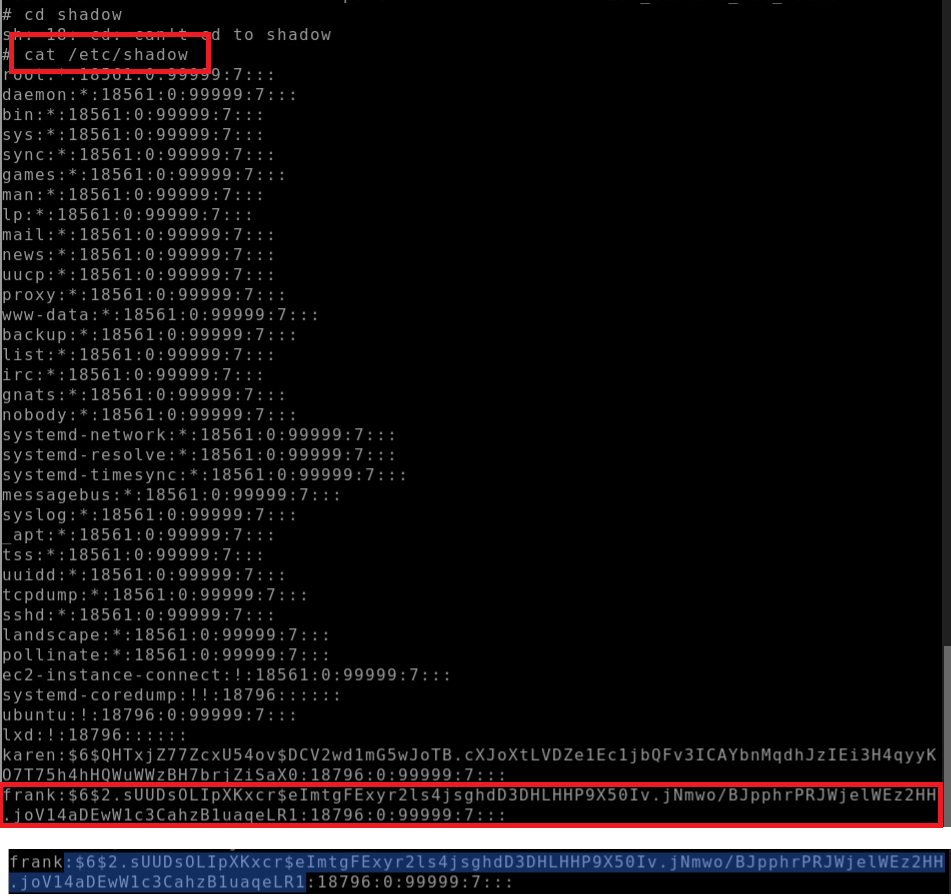 # cd shadow
sh: 18: cd: can't cd to shadow
# cat /etc/shadow
root:*:18561:0:99999:7:::
daemon:*:18561:0:99999:7:::
bin:*:18561:0:99999:7:::
sys:*:18561:0:99999:7:::
sync:*:18561:0:99999:7:::
games:*:18561:0:99999:7:::
man:*:18561:0:99999:7:::
lp:*:18561:0:99999:7:::
mail:*:18561:0:99999:7:::
news:*:18561:0:99999:7:::
uucp:*:18561:0:99999:7:::
proxy:*:18561:0:99999:7:::
www-data:*:18561:0:99999:7:::
backup:*:18561:0:99999:7:::
list:*:18561:0:99999:7:::
irc:*:18561:0:99999:7:::
gnats:*:18561:0:99999:7:::
nobody:*:18561:0:99999:7:::
systemd-network:*:18561:0:99999:7:::
systemd-resolve:*:18561:0:99999:7:::
systemd-timesync:*:18561:0:99999:7:::
messagebus:*:18561:0:99999:7:::
syslog:*:18561:0:99999:7:::
_apt:*:18561:0:99999:7:::
tss:*:18561:0:99999:7:::
uuidd:*:18561:0:99999:7:::
tcpdump:*:18561:0:99999:7:::
sshd:*:18561:0:99999:7:::
landscape:*:18561:0:99999:7:::
pollinate:*:18561:0:99999:7:::
ec2-instance-connect:!:18561:0:99999:7:::
systemd-coredump:!!:18796::::::
ubuntu:!:18796:0:99999:7:::
lxd:!:18796::::::
karen:$6$QHTxjZ77ZcxU54ov$DCV2wd1mG5wJoTB.cXJoXtLVDZe1Ec1jbQFv3ICAYbnMqdhJzIEi3H4qyyK
O7T75h4hHQWuWWzBH7brjZiSaX0:18796:0:99999:7:::
frank:$6$2.sUUDsOLIpXKxcr$eImtgFExyr2ls4jsghdD3DHLHHP9X50Iv.jNmwo/BJpphrPRJWjelWEz2HH
.joV14aDEwW1c3CahzB1uaqeLR1:18796:0:99999:7:::
frank:$6$2.sUUDsOLIpXKxcr$eImtgFExyr2ls4jsghdD3DHLHHP9X50Iv.jNmwo/BJpphrPRJWjelWEz2HH
.joV14aDEwW1c3CahzB1uaqeLR1:18796:0:99999:7:::